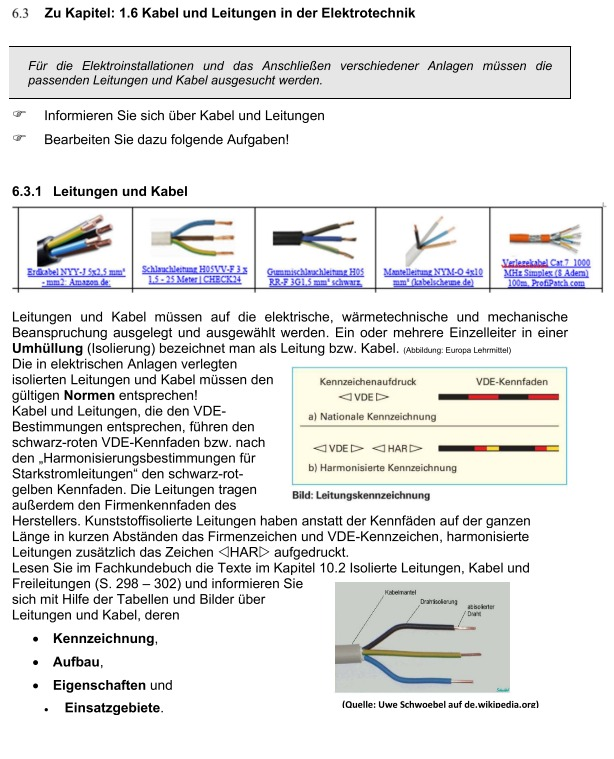 6.3 Zu Kapitel: 1.6 Kabel und Leitungen in der Elektrotechnik
Für die Elektroinstallationen und das Anschließen verschiedener Anlagen müssen die
passenden Leitungen und Kabel ausgesucht werden.
☞ Informieren Sie sich über Kabel und Leitungen
☞ Bearbeiten Sie dazu folgende Aufgaben!
6.3.1 Leitungen und Kabel
Erdkabel NYY-J 5x2,5 mm²
- mm2: Amazon.de:
Schlauchleitung H05VV-F 3 x
1,5 - 25 Meter | CHECK24
Gummischlauchleitung H05
RR-F 3G1,5 mm² schwarz,
Mantelleitung NYM-O 4x10
mm² (kabelscheune.de)
Verlegekabel Cat 7 1000
MHz Simplex (8 Adern)
100m, ProfiPatch.com
Leitungen und Kabel müssen auf die elektrische, wärmetechnische und mechanische
Beanspruchung ausgelegt und ausgewählt werden. Ein oder mehrere Einzelleiter in einer
Umhüllung (Isolierung) bezeichnet man als Leitung bzw. Kabel. (Abbildung: Europa Lehrmittel)
Die in elektrischen Anlagen verlegten
isolierten Leitungen und Kabel müssen den
gültigen Normen entsprechen!
Kabel und Leitungen, die den VDE-
Bestimmungen entsprechen, führen den
schwarz-roten VDE-Kennfaden bzw. nach
den „Harmonisierungsbestimmungen für
Starkstromleitungen“ den schwarz-rot-
gelben Kennfaden. Die Leitungen tragen
außerdem den Firmenkennfaden des
Kennzeichenaufdruck VDE-Kennfaden
◁ VDE ▷
a) Nationale Kennzeichnung
◁ VDE ▷ ◁ HAR ▷
b) Harmonisierte Kennzeichnung
Bild: Leitungskennzeichnung
Herstellers. Kunststoffisolierte Leitungen haben anstatt der Kennfäden auf der ganzen
Länge in kurzen Abständen das Firmenzeichen und VDE-Kennzeichen, harmonisierte
Leitungen zusätzlich das Zeichen ◁HAR▷ aufgedruckt.
Lesen Sie im Fachkundebuch die Texte im Kapitel 10.2 Isolierte Leitungen, Kabel und
Freileitungen (S. 298 – 302) und informieren Sie
sich mit Hilfe der Tabellen und Bilder über
Leitungen und Kabel, deren
• Kennzeichnung,
• Aufbau,
• Eigenschaften und
• Einsatzgebiete.
Kabelmantel
Drahtisolierung
abisolierter
Draht
(Quelle: Uwe Schwoebel auf de.wikipedia.org)